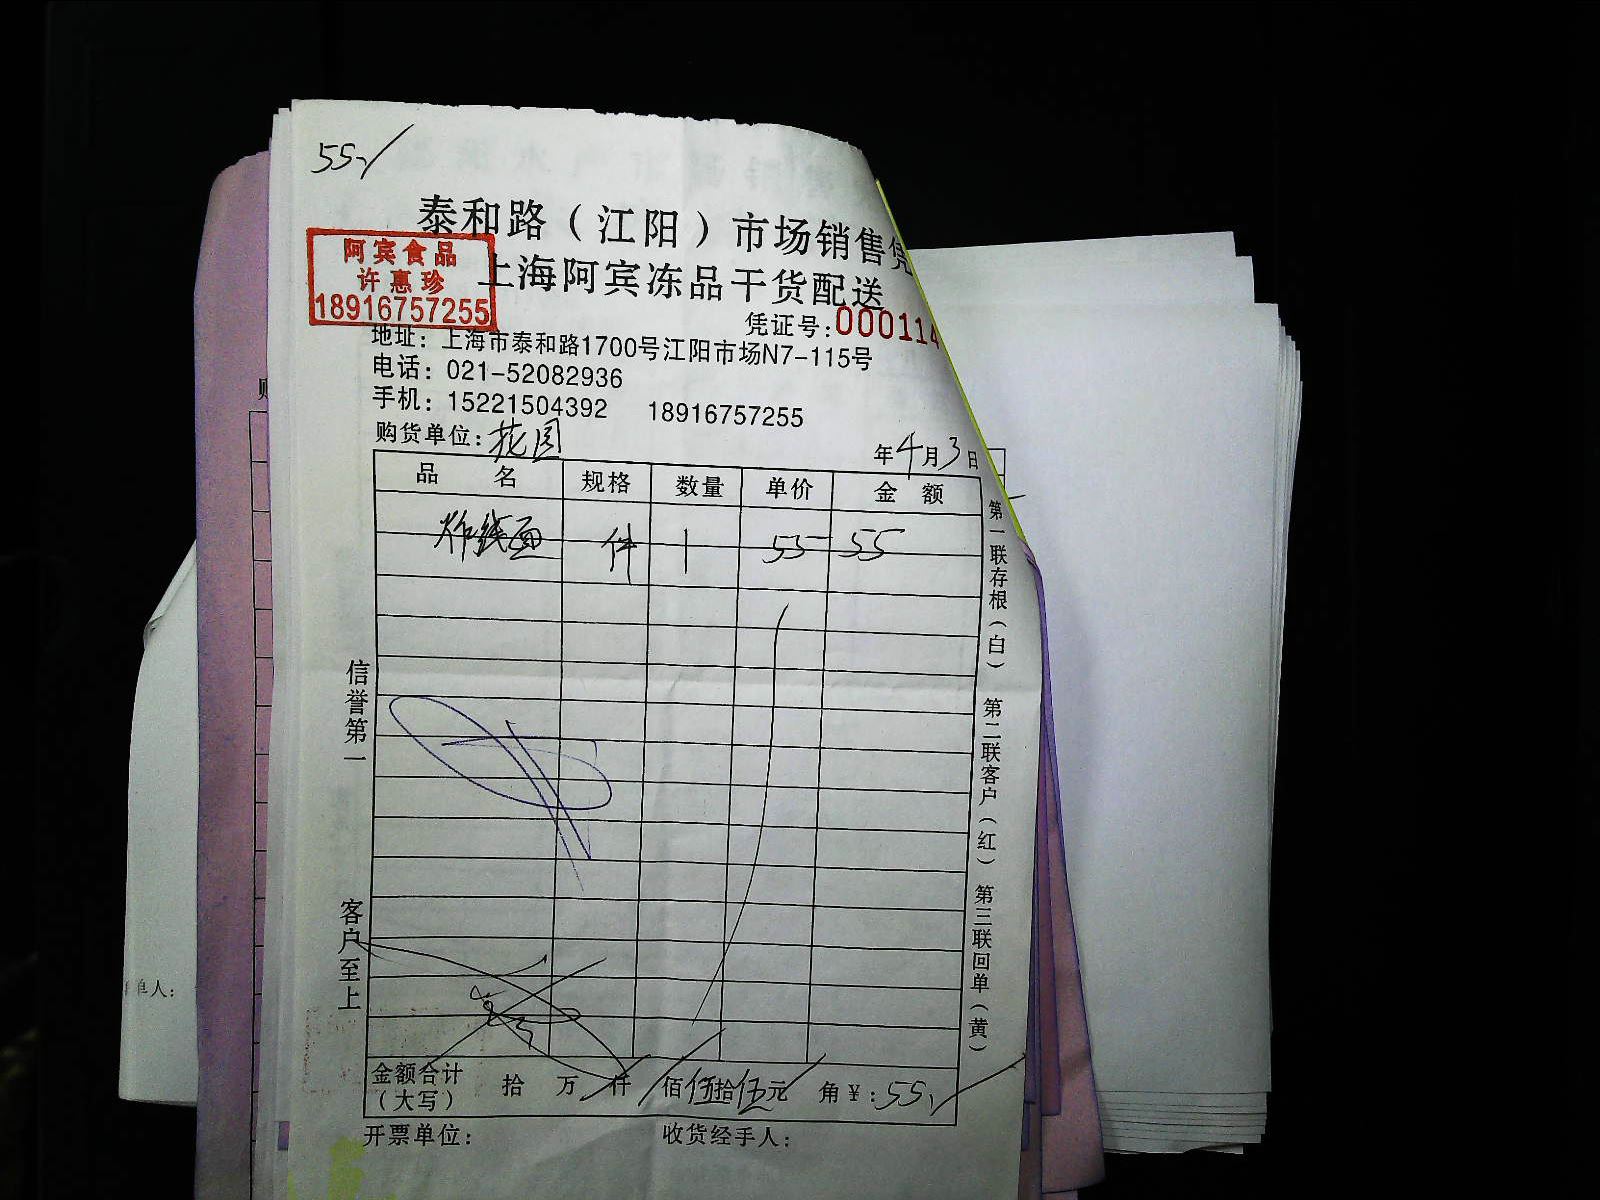 55
泰和路（江阳）市场销售凭
上海阿宾冻品干货配送
阿宾食品
许惠珍
18916757255
凭证号:000114
地址：上海市泰和路1700号江阳市场N7-115号
电话：021-52082936
手机：15221504392 18916757255
购货单位:花园
年4月3日
品名 规格 数量 单价 金额
炸线面 件 1 55 55
信誉第一
客户至上
第一联存根（白） 第二联客户（红） 第三联回单（黄）
金额合计（大写） 拾 万 仟 佰伍拾伍元 角￥:55
开票单位： 收货经手人：
单人：